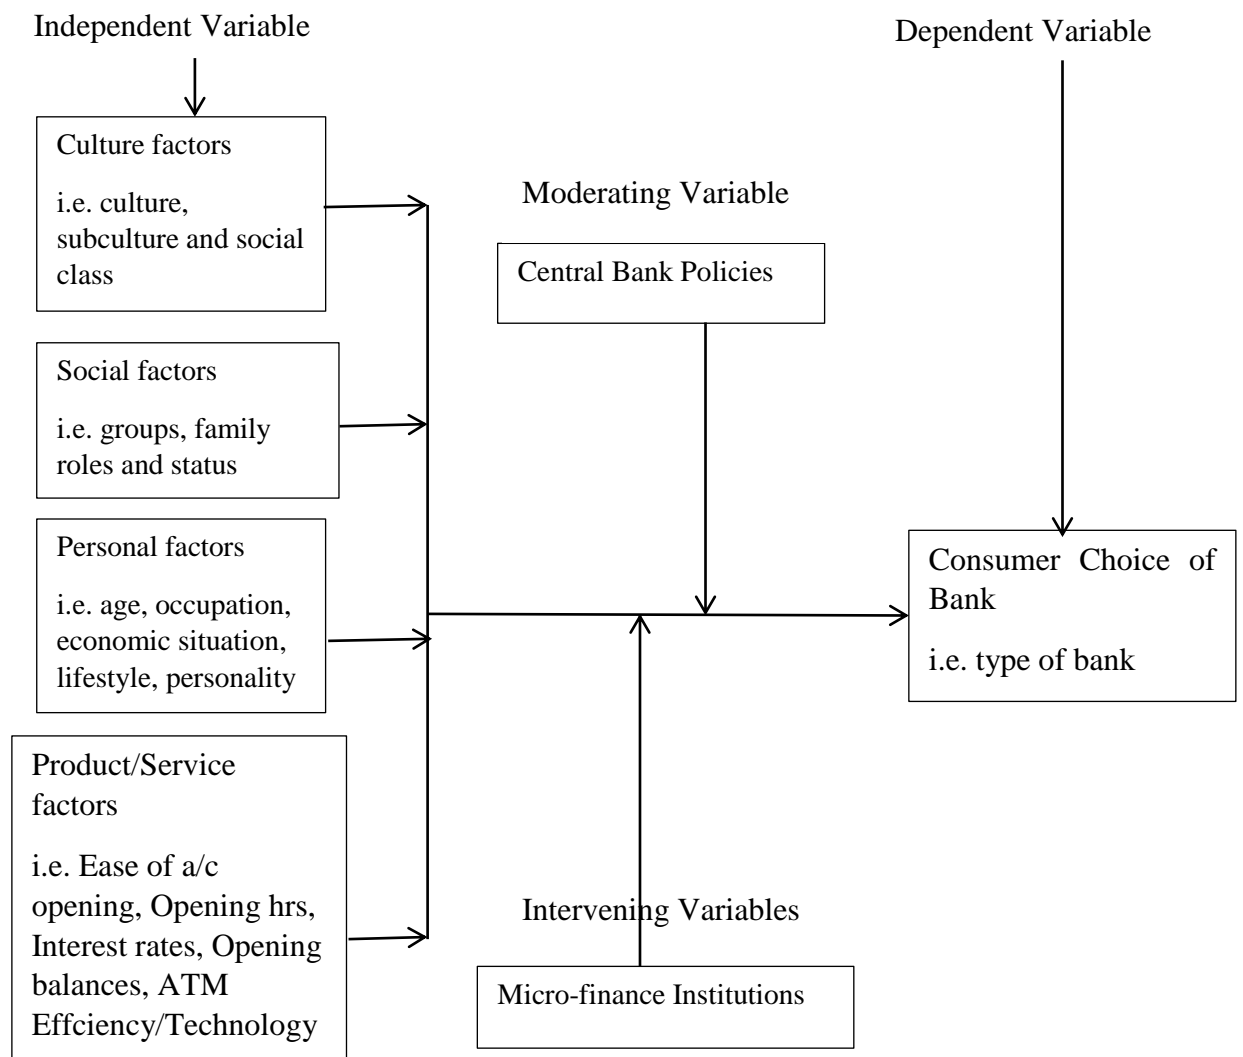 Independent Variable
Dependent Variable
Culture factors
i.e. culture,
subculture and social
class
Moderating Variable
Central Bank Policies
Social factors
i.e. groups, family
roles and status
Personal factors
i.e. age, occupation,
economic situation,
lifestyle, personality
Consumer Choice of
Bank
i.e. type of bank
Product/Service
factors
i.e. Ease of a/c
opening, Opening hrs,
Interest rates, Opening
balances, ATM
Effciency/Technology
Intervening Variables
Micro-finance Institutions